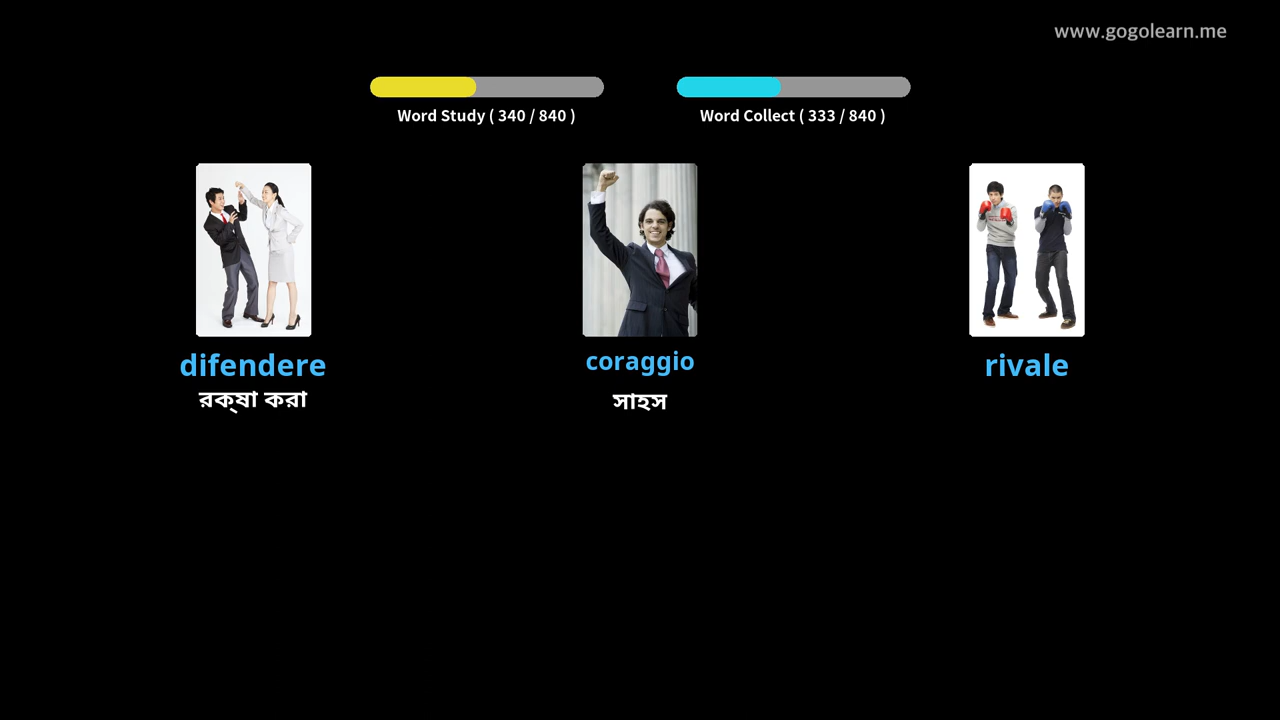 www.gogolearn.me
Word Study ( 340 / 840 )
Word Collect ( 333 / 840 )
difendere
রক্ষা করা
coraggio
সাহস
rivale